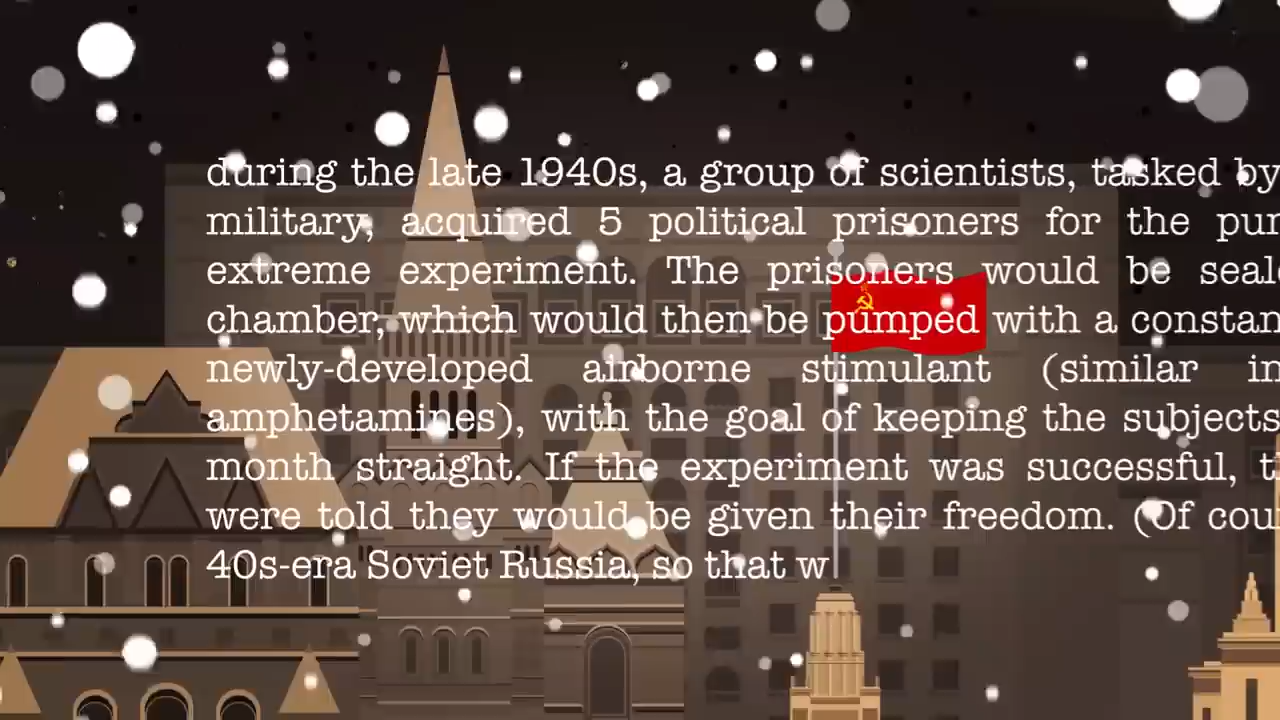 during the late 1940s, a group of scientists, tasked by
military, acquired 5 political prisoners for the pur
extreme experiment. The prisoners would be seal
chamber, which would then be pumped with a constan
newly-developed airborne stimulant (similar in
amphetamines), with the goal of keeping the subjects
month straight. If the experiment was successful, th
were told they would be given their freedom. (Of cou
40s-era Soviet Russia, so that w